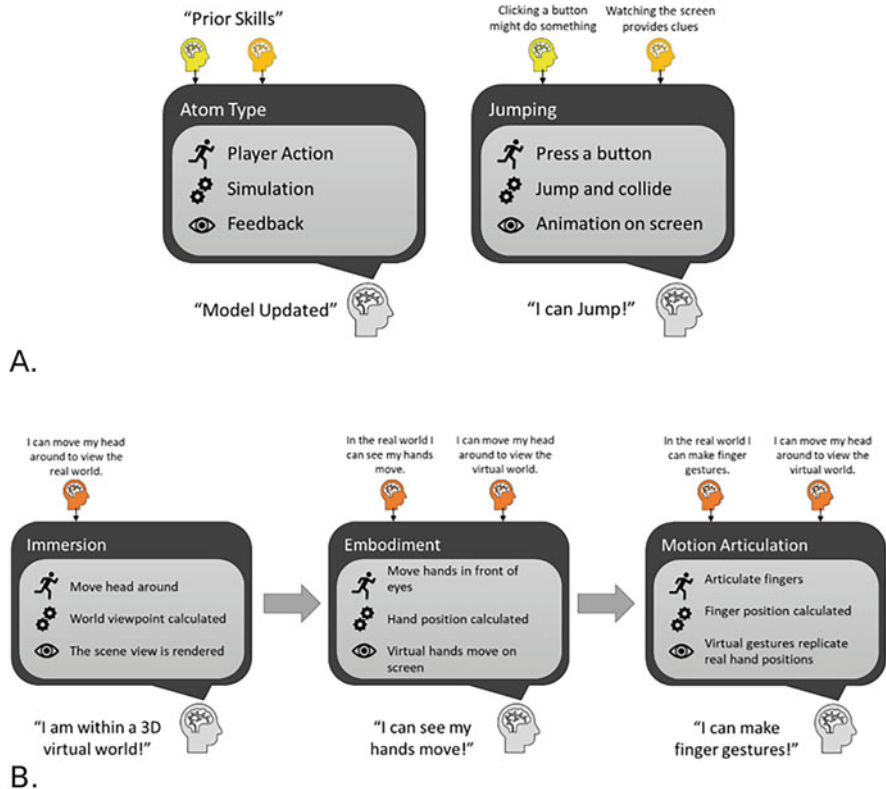 "Prior Skills"
Clicking a button
might do something
Watching the screen
provides clues
Atom Type
Player Action
Simulation
Feedback
"Model Updated"
Jumping
Press a button
Jump and collide
Animation on screen
"I can Jump!"
A.
I can move my head
around to view the
real world.
In the real world I
can see my hands
move.
I can move my head
around to view the
virtual world.
In the real world I
can make finger
gestures.
I can move my head
around to view the
virtual world.
Immersion
Move head around
World viewpoint calculated
The scene view is rendered
"I am within a 3D
virtual world!"
Embodiment
Move hands in front of
eyes
Hand position calculated
Virtual hands move on
screen
"I can see my
hands move!"
Motion Articulation
Articulate fingers
Finger position calculated
Virtual gestures replicate
real hand positions
"I can make
finger gestures!"
B.